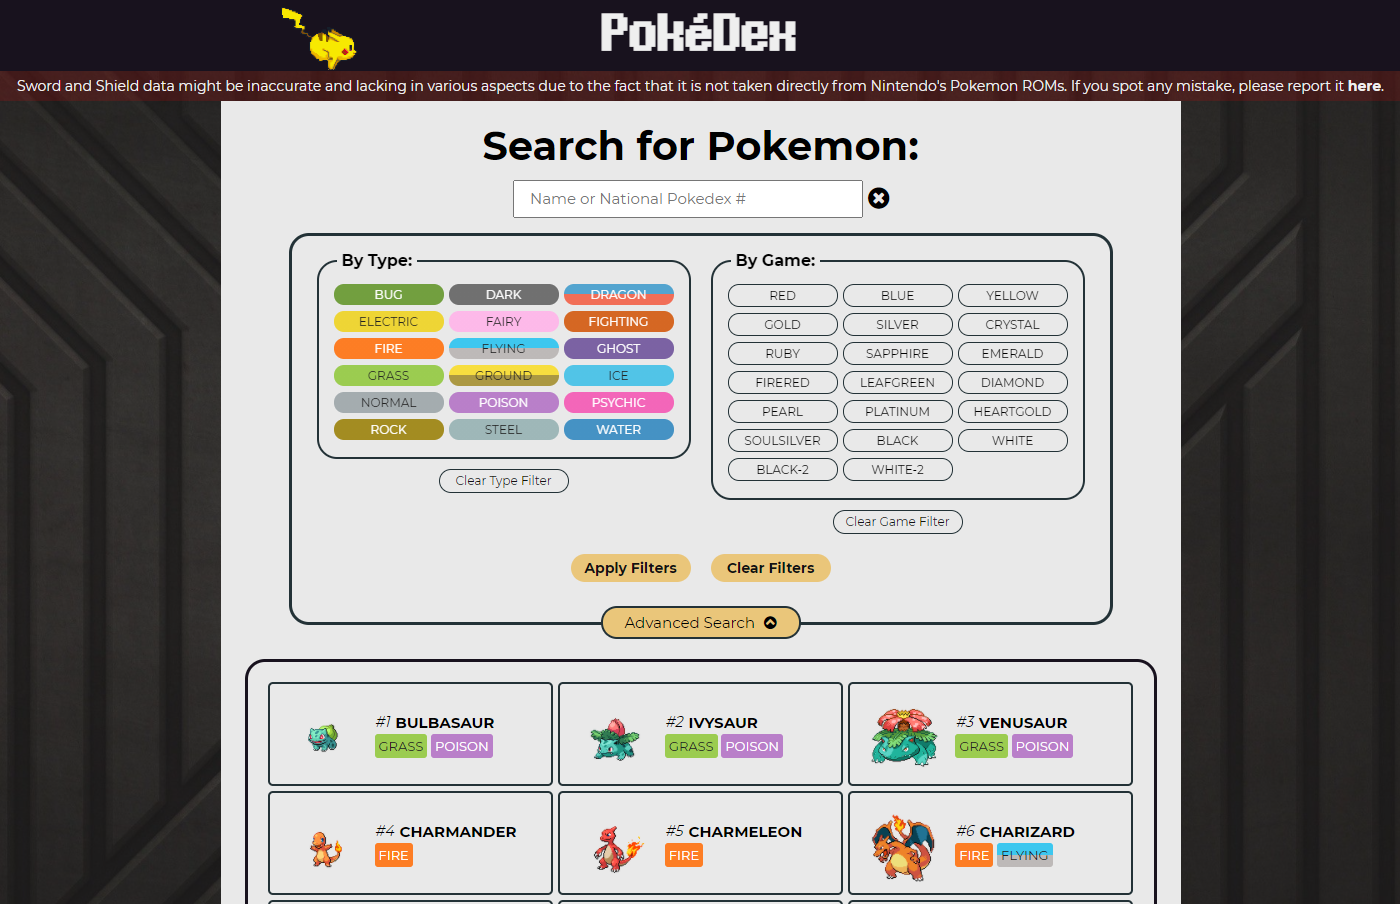 PokéDex
Sword and Shield data might be inaccurate and lacking in various aspects due to the fact that it is not taken directly from Nintendo's Pokemon ROMs. If you spot any mistake, please report it here.
Search for Pokemon:
Name or National Pokedex #
By Type:
BUG DARK DRAGON
ELECTRIC FAIRY FIGHTING
FIRE FLYING GHOST
GRASS GROUND ICE
NORMAL POISON PSYCHIC
ROCK STEEL WATER
Clear Type Filter
By Game:
RED BLUE YELLOW
GOLD SILVER CRYSTAL
RUBY SAPPHIRE EMERALD
FIRERED LEAFGREEN DIAMOND
PEARL PLATINUM HEARTGOLD
SOULSILVER BLACK WHITE
BLACK-2 WHITE-2
Clear Game Filter
Apply Filters Clear Filters
Advanced Search
#1 BULBASAUR
GRASS POISON
#2 IVYSAUR
GRASS POISON
#3 VENUSAUR
GRASS POISON
#4 CHARMANDER
FIRE
#5 CHARMELEON
FIRE
#6 CHARIZARD
FIRE FLYING